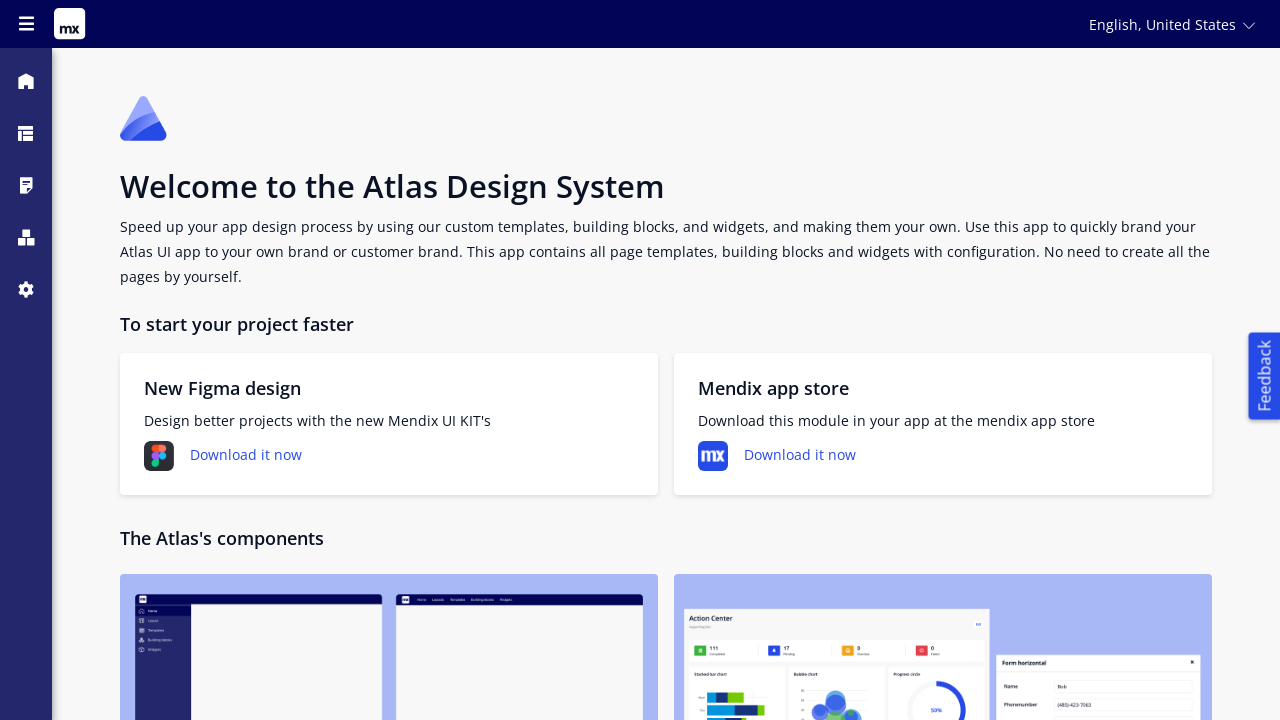 mx
English, United States
Welcome to the Atlas Design System
Speed up your app design process by using our custom templates, building blocks, and widgets, and making them your own. Use this app to quickly brand your
Atlas UI app to your own brand or customer brand. This app contains all page templates, building blocks and widgets with configuration. No need to create all the
pages by yourself.
To start your project faster
Feedback
New Figma design
Design better projects with the new Mendix UI KIT's
Download it now
Mendix app store
Download this module in your app at the mendix app store
mx
Download it now
The Atlas's components
mx
Home
Layout
Templates
Building blocks
Widgets
mx
Home
Layouts
Templates
Building blocks
Widgets
Action Center
111
Completed
17
Pending
0
0
Stacked bar chart
Bubble chart
Progress circle
50%
Form horizontal
Name
Bob
Phonenumber
(485)-423-7063